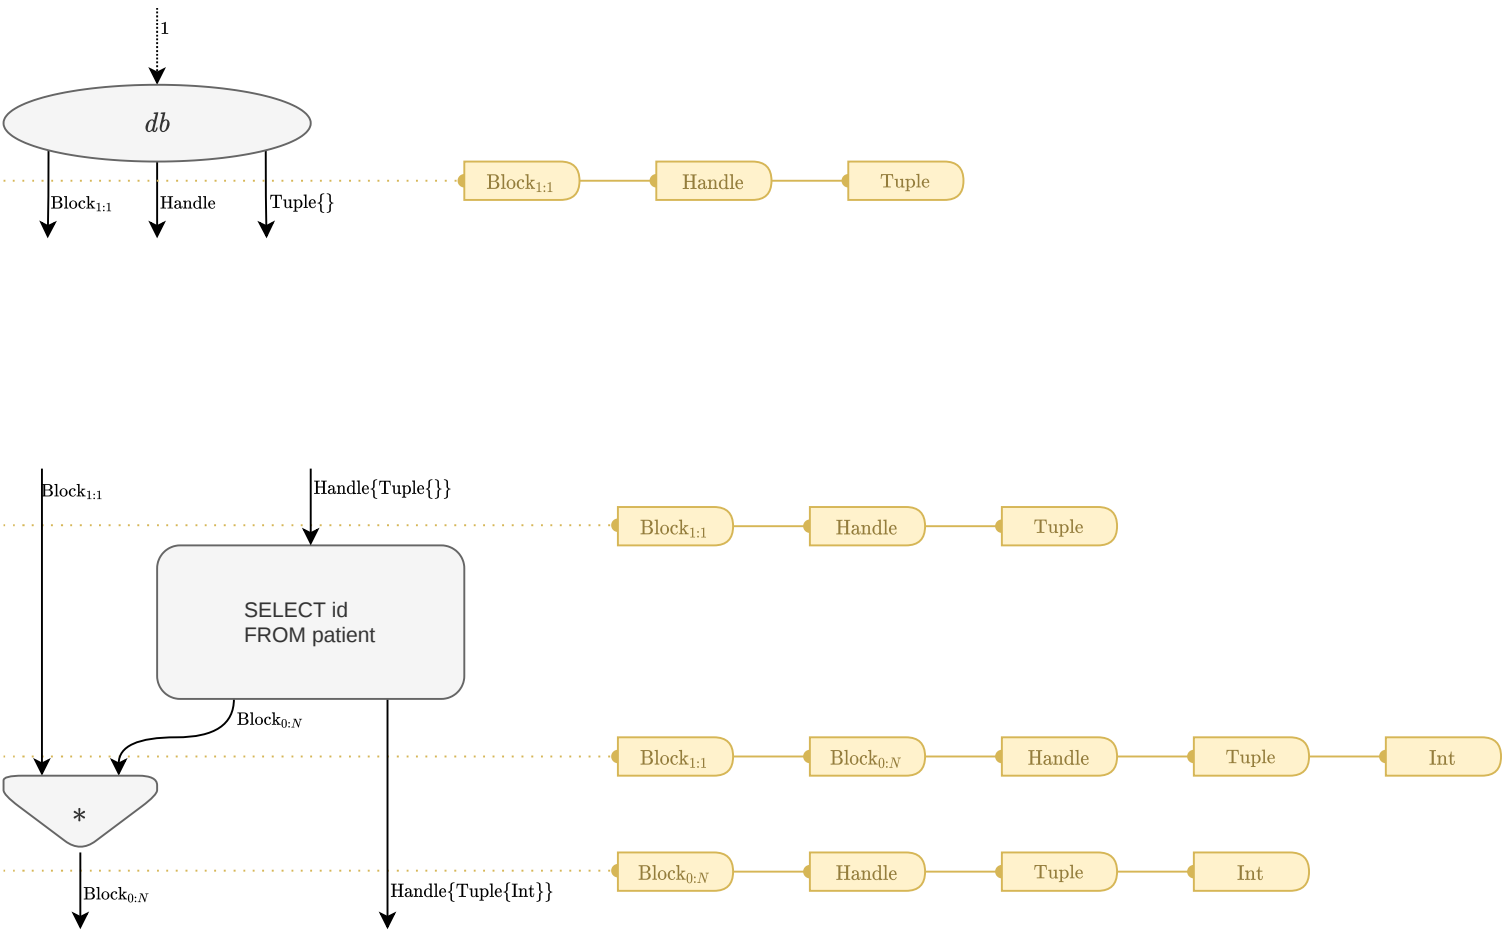 1
db
Block1:1 Handle Tuple
Block1:1 Handle Tuple{}
Block1:1 Handle{Tuple{}}
Block1:1 Handle Tuple
SELECT id
FROM patient
Block0:N
Block1:1 Block0:N Handle Tuple Int
*
Block0:N Handle Tuple Int
Block0:N Handle{Tuple{Int}}